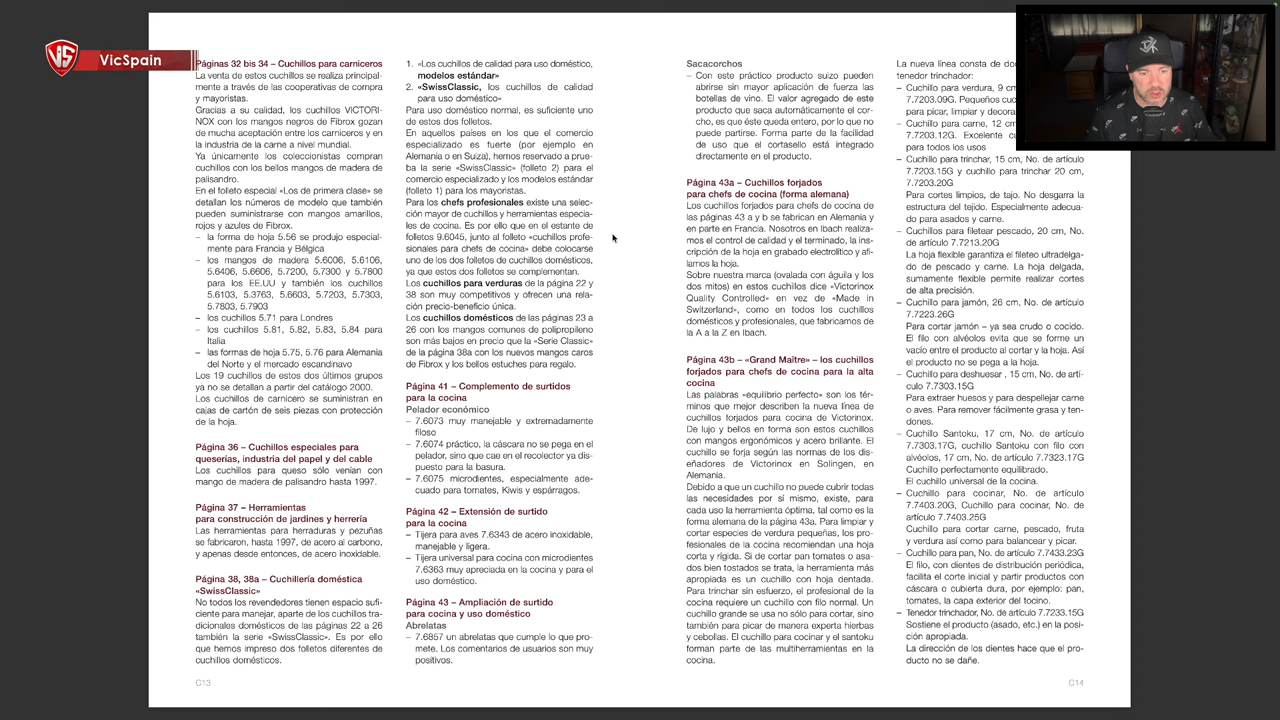 VS
VicSpain
Páginas 32 bis 34 – Cuchillos para carniceros
La venta de estos cuchillos se realiza principal-
mente a través de las cooperativas de compra
y mayoristas.
Gracias a su calidad, los cuchillos VICTORI-
NOX con los mangos negros de Fibrox gozan
de mucha aceptación entre los carniceros y en
la industria de la carne a nivel mundial.
Ya únicamente los coleccionistas compran
cuchillos con los bellos mangos de madera de
palisandro.
En el folleto especial «Los de primera clase» se
detallan los números de modelo que también
pueden suministrarse con mangos amarillos,
rojos y azules de Fibrox.
– la forma de hoja 5.56 se produjo especial-
mente para Francia y Bélgica
– los mangos de madera 5.6006, 5.6106,
5.6406, 5.6606, 5.7200, 5.7300 y 5.7800
para los EE.UU y también los cuchillos
5.6103, 5.3763, 5.6603, 5.7203, 5.7303,
5.7803, 5.7903
– los cuchillos 5.71 para Londres
– los cuchillos 5.81, 5.82, 5.83, 5.84 para
Italia
– las formas de hoja 5.75, 5.76 para Alemania
del Norte y el mercado escandinavo
Los 19 cuchillos de estos dos últimos grupos
ya no se detallan a partir del catálogo 2000.
Los cuchillos de carnicero se suministran en
cajas de cartón de seis piezas con protección
de la hoja.
Página 36 – Cuchillos especiales para
queserías, industria del papel y del cable
Los cuchillos para queso sólo venían con
mango de madera de palisandro hasta 1997.
Página 37 – Herramientas
para construcción de jardines y herrería
Las herramientas para herraduras y pezuñas
se fabricaron, hasta 1997, de acero al carbono,
y apenas desde entonces, de acero inoxidable.
Página 38, 38a – Cuchillería doméstica
«SwissClassic»
No todos los revendedores tienen espacio sufi-
ciente para manejar, aparte de los cuchillos tra-
dicionales domésticos de las páginas 22 a 26
también la serie «SwissClassic». Es por ello
que hemos impreso dos folletos diferentes de
cuchillos domésticos.
C13
1. «Los cuchillos de calidad para uso doméstico,
modelos estándar»
2. «SwissClassic, los cuchillos de calidad
para uso doméstico»
Para uso doméstico normal, es suficiente uno
de estos dos folletos.
En aquellos países en los que el comercio
especializado es fuerte (por ejemplo en
Alemania o en Suiza), hemos reservado a prue-
ba la serie «SwissClassic» (folleto 2) para el
comercio especializado y los modelos estándar
(folleto 1) para los mayoristas.
Para los chefs profesionales existe una selec-
ción mayor de cuchillos y herramientas especia-
les de cocina. Es por ello que en el estante de
folletos 9.6045, junto al folleto «cuchillos profe-
sionales para chefs de cocina» debe colocarse
uno de los dos folletos de cuchillos domésticos,
ya que estos dos folletos se complementan.
Los cuchillos para verduras de la página 22 y
38 son muy competitivos y ofrecen una rela-
ción precio-beneficio única.
Los cuchillos domésticos de las páginas 23 a
26 con los mangos comunes de polipropileno
son más bajos en precio que la «Serie Classic»
de la página 38a con los nuevos mangos caros
de Fibrox y los bellos estuches para regalo.
Página 41 – Complemento de surtidos
para la cocina
Pelador económico
– 7.6073 muy manejable y extremadamente
filoso
– 7.6074 práctico, la cáscara no se pega en el
pelador, sino que cae en el recolector ya dis-
puesto para la basura.
– 7.6075 microdientes, especialmente ade-
cuado para tomates, Kiwis y espárragos.
Página 42 – Extensión de surtido
para la cocina
– Tijera para aves 7.6343 de acero inoxidable,
manejable y ligera.
– Tijera universal para cocina con microdientes
7.6363 muy apreciada en la cocina y para el
uso doméstico.
Página 43 – Ampliación de surtido
para cocina y uso doméstico
Abrelatas
– 7.6857 un abrelatas que cumple lo que pro-
mete. Los comentarios de usuarios son muy
positivos.
Sacacorchos
– Con este práctico producto suizo pueden
abrirse sin mayor aplicación de fuerza las
botellas de vino. El valor agregado de este
producto que saca automáticamente el cor-
cho, es que éste queda entero, por lo que no
puede partirse. Forma parte de la facilidad
de uso que el cortasello está integrado
directamente en el producto.
Página 43a – Cuchillos forjados
para chefs de cocina (forma alemana)
Los cuchillos forjados para chefs de cocina de
las páginas 43 a y b se fabrican en Alemania y
en parte en Francia. Nosotros en Ibach realiza-
mos el control de calidad y el terminado, la ins-
cripción de la hoja en grabado electrolítico y afi-
lamos la hoja.
Sobre nuestra marca (ovalada con águila y los
dos mitos) en estos cuchillos dice «Victorinox
Quality Controlled» en vez de «Made in
Switzerland», como en todos los cuchillos
domésticos y profesionales, que fabricamos de
la A a la Z en Ibach.
Página 43b – «Grand Maître» – los cuchillos
forjados para chefs de cocina para la alta
cocina
Las palabras «equilibrio perfecto» son los tér-
minos que mejor describen la nueva línea de
cuchillos forjados para cocina de Victorinox.
De lujo y bellos en forma son estos cuchillos
con mangos ergonómicos y acero brillante. El
cuchillo se forja según las normas de los dis-
eñadores de Victorinox en Solingen, en
Alemania.
Debido a que un cuchillo no puede cubrir todas
las necesidades por sí mismo, existe, para
cada uso la herramienta óptima, tal como es la
forma alemana de la página 43a. Para limpiar y
cortar especies de verdura pequeñas, los pro-
fesionales de la cocina recomiendan una hoja
corta y rígida. Si de cortar pan tomates o asa-
dos bien tostados se trata, la herramienta más
apropiada es un cuchillo con hoja dentada.
Para trinchar sin esfuerzo, el profesional de la
cocina requiere un cuchillo con filo normal. Un
cuchillo grande se usa no sólo para cortar, sino
también para picar de manera experta hierbas
y cebollas. El cuchillo para cocinar y el santoku
forman parte de las multiherramientas en la
cocina.
La nueva línea consta de do
tenedor trinchador:
– Cuchillo para verdura, 9 cm
7.7203.09G. Pequeños cuc
para picar, limpiar y decora
– Cuchillo para carne, 12 cm
7.7203.12G. Excelente cu
para todos los usos
– Cuchillo para trinchar, 15 cm, No. de artículo
7.7203.15G y cuchillo para trinchar 20 cm,
7.7203.20G
Para cortes limpios, de tajo. No desgarra la
estructura del tejido. Especialmente adecua-
do para asados y carne.
– Cuchillos para filetear pescado, 20 cm, No.
de artículo 7.7213.20G
La hoja flexible garantiza el fileteo ultradelga-
do de pescado y carne. La hoja delgada,
sumamente flexible permite realizar cortes
de alta precisión.
– Cuchillo para jamón, 26 cm, No. de artículo
7.7223.26G
Para cortar jamón – ya sea crudo o cocido.
El filo con alvéolos evita que se forme un
vacío entre el producto al cortar y la hoja. Así
el producto no se pega a la hoja.
– Cuchillo para deshuesar , 15 cm, No. de artí-
culo 7.7303.15G
Para extraer huesos y para despellejar carne
o aves. Para remover fácilmente grasa y ten-
dones.
– Cuchillo Santoku, 17 cm, No. de artículo
7.7303.17G, cuchillo Santoku con filo con
alvéolos, 17 cm, No. de artículo 7.7323.17G
Cuchillo perfectamente equilibrado.
El cuchillo universal de la cocina.
– Cuchillo para cocinar, No. de artículo
7.7403.20G, Cuchillo para cocinar, No. de
artículo 7.7403.25G
Cuchillo para cortar carne, pescado, fruta
y verdura así como para balancear y picar.
– Cuchillo para pan, No. de artículo 7.7433.23G
El filo, con dientes de distribución periódica,
facilita el corte inicial y partir productos con
cáscara o cubierta dura, por ejemplo: pan,
tomates, la capa exterior del tocino.
– Tenedor trinchador, No. de artículo 7.7233.15G
Sostiene el producto (asado, etc.) en la posi-
ción apropiada.
La dirección de los dientes hace que el pro-
ducto no se dañe.
C14